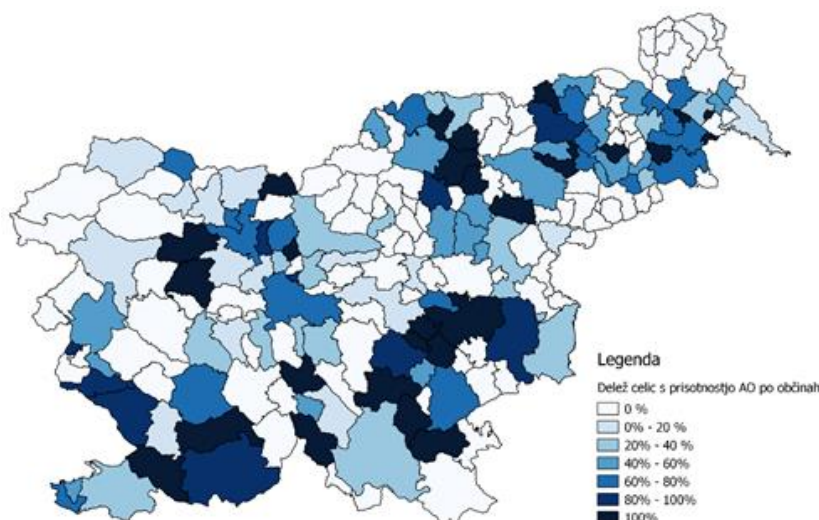 Legenda
Delež celic s prisotnostjo AO po občinah
0 %
0% - 20 %
20% - 40 %
40% - 60%
60% - 80%
80% - 100%
100%